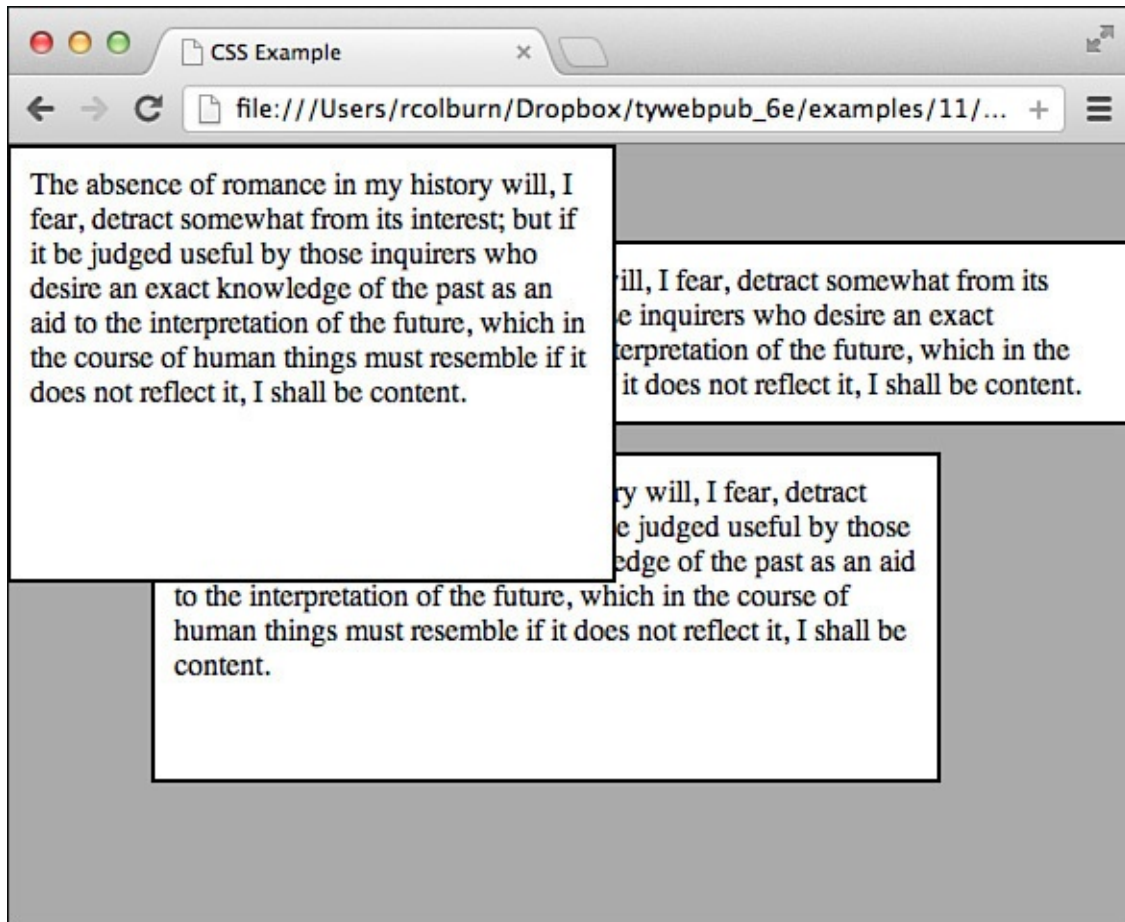 CSS Example
file:///Users/rcolburn/Dropbox/tywebpub_6e/examples/11/...
The absence of romance in my history will, I
fear, detract somewhat from its interest; but if
it be judged useful by those inquirers who
desire an exact knowledge of the past as an
aid to the interpretation of the future, which in
the course of human things must resemble if it
does not reflect it, I shall be content.
will, I fear, detract somewhat from its
inquirers who desire an exact
terpretation of the future, which in the
it does not reflect it, I shall be content.
ry will, I fear, detract
e judged useful by those
edge of the past as an aid
to the interpretation of the future, which in the course of
human things must resemble if it does not reflect it, I shall be
content.